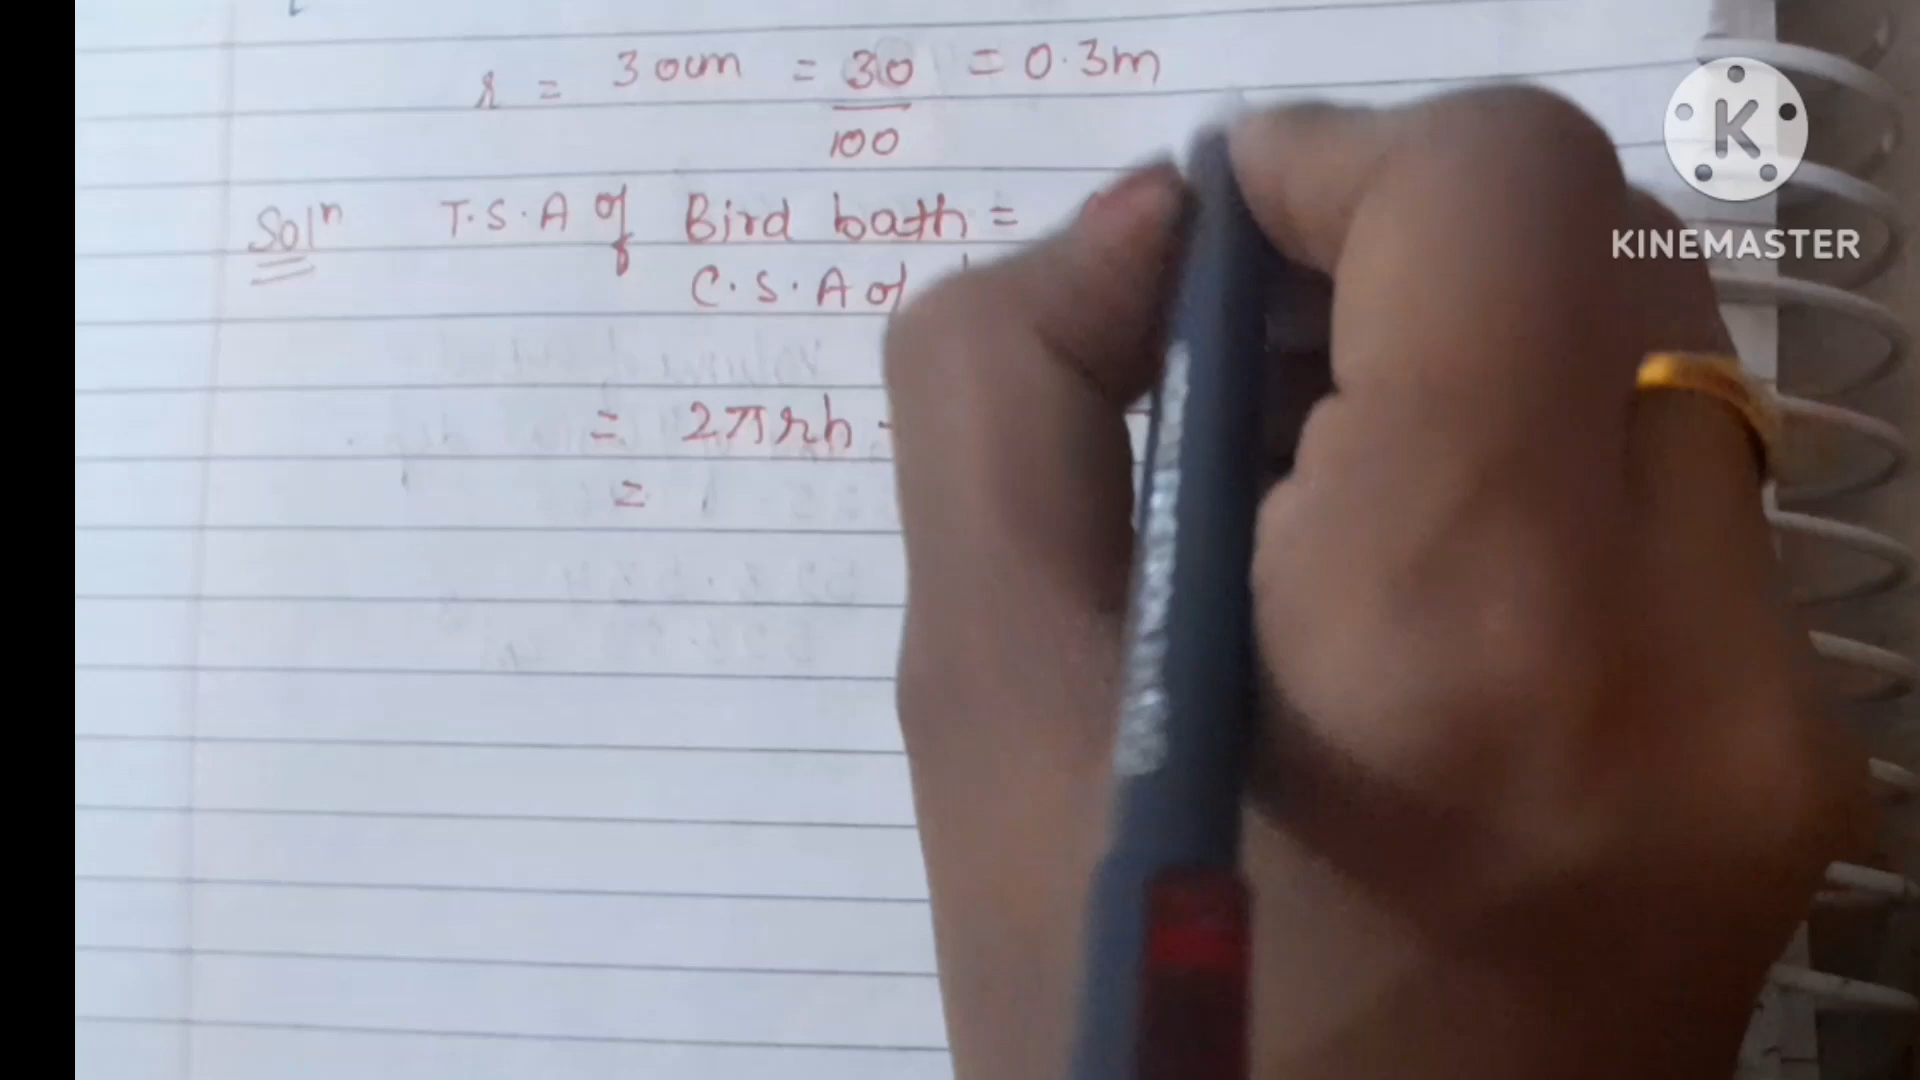 r = 30cm = 30/100 = 0.3m
Solⁿ T.S.A of Bird bath =
C.S.A of
= 2πrh
=
K
KINEMASTER